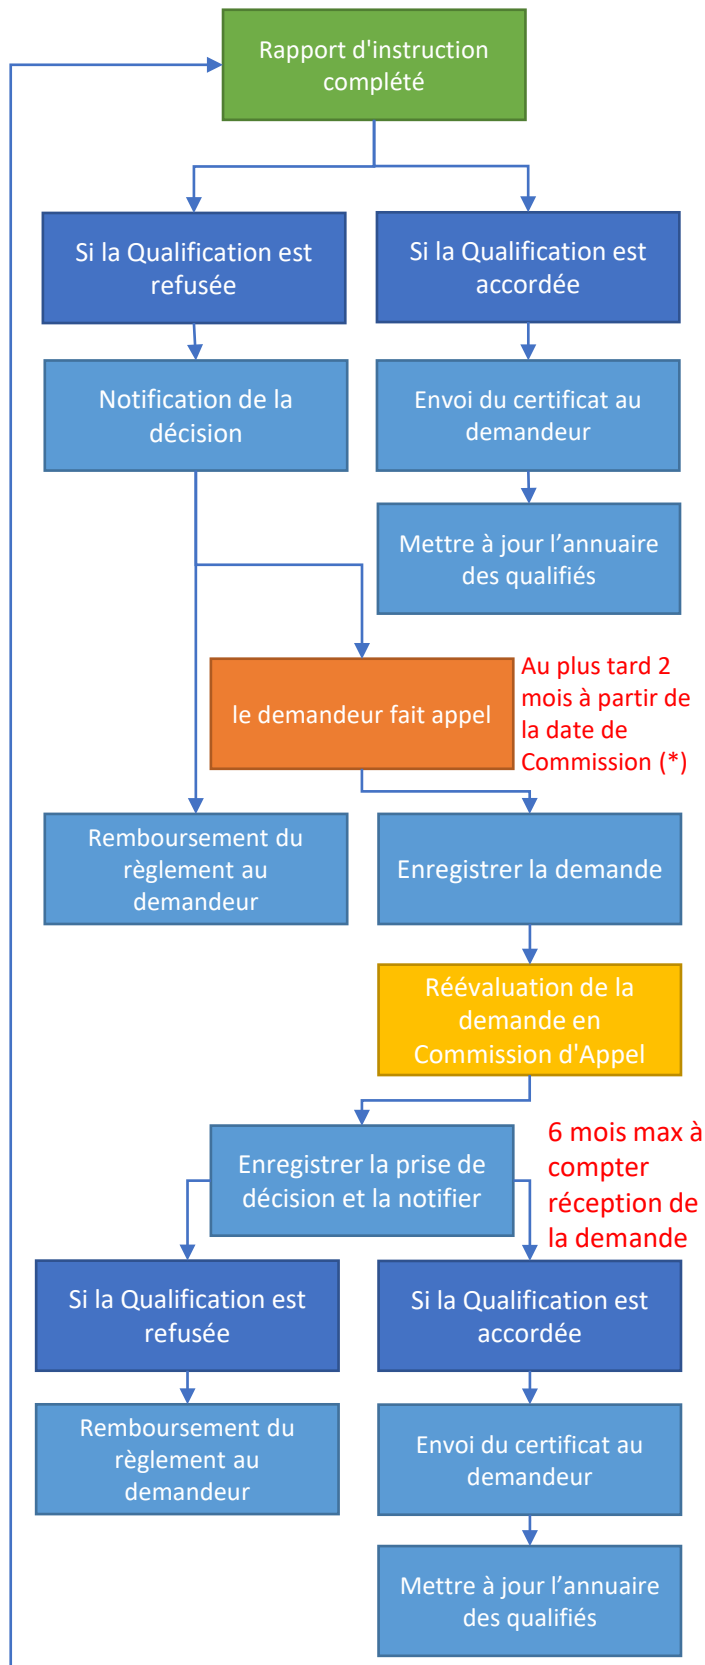 Rapport d'instruction
complété
Si la Qualification est
refusée
Si la Qualification est
accordée
Notification de la
décision
Envoi du certificat au
demandeur
Mettre à jour l’annuaire
des qualifiés
le demandeur fait appel
Au plus tard 2
mois à partir de
la date de
Commission (*)
Remboursement du
règlement au
demandeur
Enregistrer la demande
Réévaluation de la
demande en
Commission d'Appel
Enregistrer la prise de
décision et la notifier
6 mois max à
compter
réception de
la demande
Si la Qualification est
refusée
Si la Qualification est
accordée
Remboursement du
règlement au
demandeur
Envoi du certificat au
demandeur
Mettre à jour l’annuaire
des qualifiés